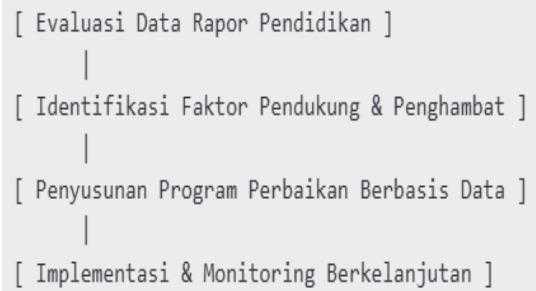 [ Evaluasi Data Rapor Pendidikan ]
|
[ Identifikasi Faktor Pendukung & Penghambat ]
|
[ Penyusunan Program Perbaikan Berbasis Data ]
|
[ Implementasi & Monitoring Berkelanjutan ]